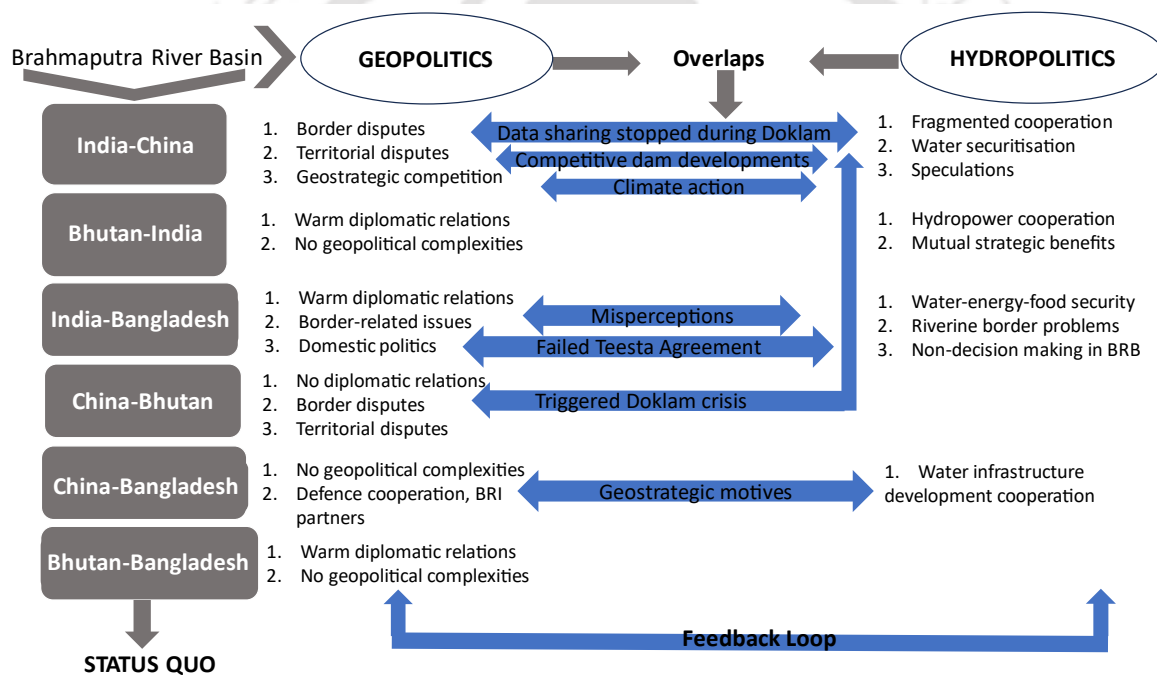 Brahmaputra River Basin
GEOPOLITICS
Overlaps
HYDROPOLITICS
India-China
1. Border disputes
2. Territorial disputes
3. Geostrategic competition
Data sharing stopped during Doklam
Competitive dam developments
Climate action
1. Fragmented cooperation
2. Water securitisation
3. Speculations
Bhutan-India
1. Warm diplomatic relations
2. No geopolitical complexities
1. Hydropower cooperation
2. Mutual strategic benefits
India-Bangladesh
1. Warm diplomatic relations
2. Border-related issues
3. Domestic politics
Misperceptions
Failed Teesta Agreement
1. Water-energy-food security
2. Riverine border problems
3. Non-decision making in BRB
China-Bhutan
1. No diplomatic relations
2. Border disputes
3. Territorial disputes
Triggered Doklam crisis
China-Bangladesh
1. No geopolitical complexities
2. Defence cooperation, BRI
partners
Geostrategic motives
1. Water infrastructure
development cooperation
Bhutan-Bangladesh
1. Warm diplomatic relations
2. No geopolitical complexities
Feedback Loop
STATUS QUO